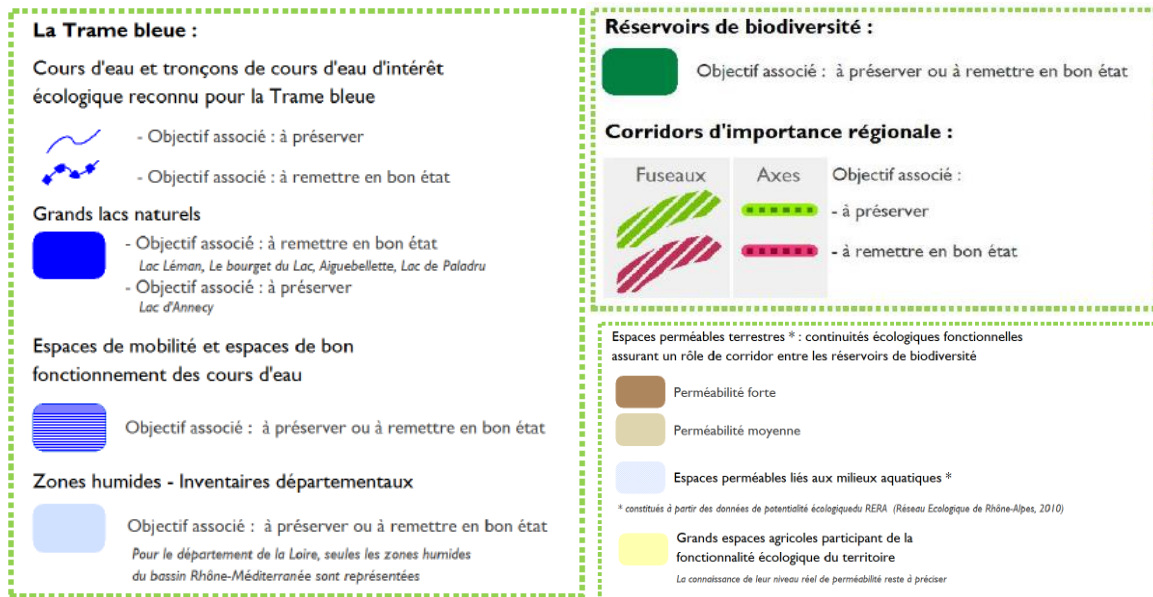 La Trame bleue :
Cours d'eau et tronçons de cours d'eau d'intérêt
écologique reconnu pour la Trame bleue
- Objectif associé : à préserver
- Objectif associé : à remettre en bon état
Grands lacs naturels
- Objectif associé : à remettre en bon état
Lac Léman, Le bourget du Lac, Aiguebellette, Lac de Paladru
- Objectif associé : à préserver
Lac d'Annecy
Espaces de mobilité et espaces de bon
fonctionnement des cours d'eau
Objectif associé : à préserver ou à remettre en bon état
Zones humides - Inventaires départementaux
Objectif associé : à préserver ou à remettre en bon état
Pour le département de la Loire, seules les zones humides
du bassin Rhône-Méditerranée sont représentées
Réservoirs de biodiversité :
Objectif associé : à préserver ou à remettre en bon état
Corridors d'importance régionale :
Fuseaux Axes Objectif associé :
- à préserver
- à remettre en bon état
Espaces perméables terrestres * : continuités écologiques fonctionnelles
assurant un rôle de corridor entre les réservoirs de biodiversité
Perméabilité forte
Perméabilité moyenne
Espaces perméables liés aux milieux aquatiques *
* constitués à partir des données de potentialité écologiquedu RERA (Réseau Ecologique de Rhône-Alpes, 2010)
Grands espaces agricoles participant de la
fonctionnalité écologique du territoire
La connaissance de leur niveau réel de perméabilité reste à préciser